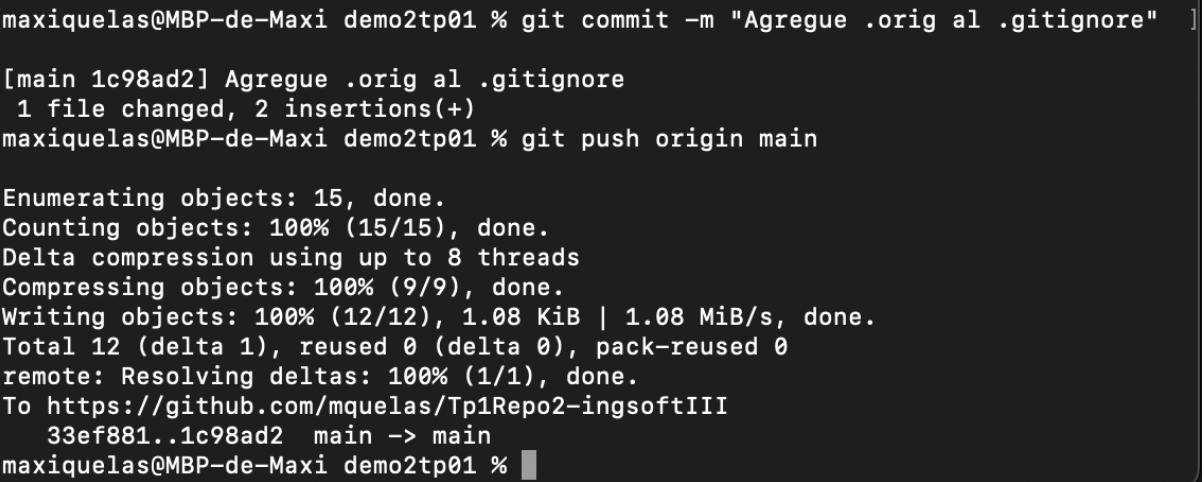 maxiquelas@MBP-de-Maxi demo2tp01 % git commit -m "Agregue .orig al .gitignore" ]
[main 1c98ad2] Agregue .orig al .gitignore
 1 file changed, 2 insertions(+)
maxiquelas@MBP-de-Maxi demo2tp01 % git push origin main
Enumerating objects: 15, done.
Counting objects: 100% (15/15), done.
Delta compression using up to 8 threads
Compressing objects: 100% (9/9), done.
Writing objects: 100% (12/12), 1.08 KiB | 1.08 MiB/s, done.
Total 12 (delta 1), reused 0 (delta 0), pack-reused 0
remote: Resolving deltas: 100% (1/1), done.
To https://github.com/mquelas/Tp1Repo2-ingsoftIII
   33ef881..1c98ad2  main -> main
maxiquelas@MBP-de-Maxi demo2tp01 %